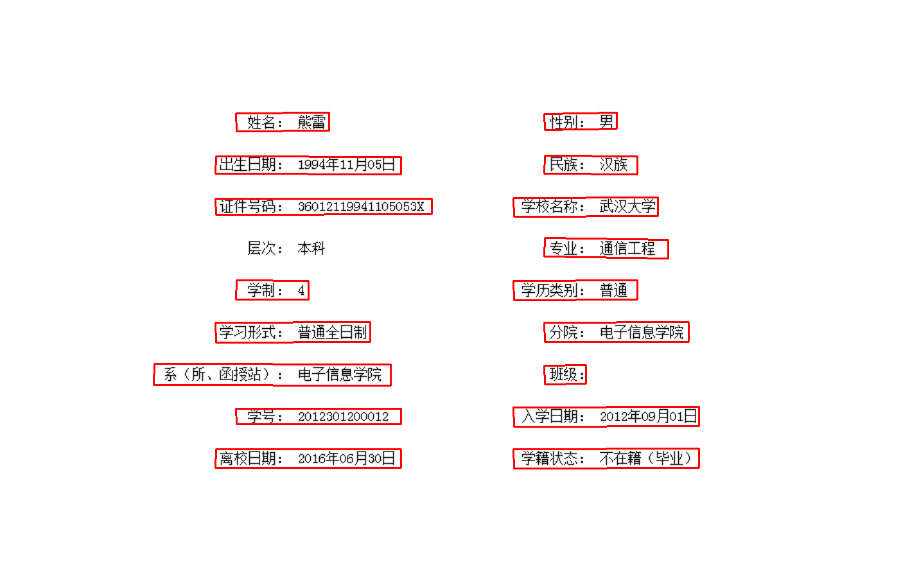 姓名： 熊雷 性别： 男
出生日期： 1994年11月05日 民族： 汉族
证件号码： 36012119941105053X 学校名称： 武汉大学
层次： 本科 专业： 通信工程
学制： 4 学历类别： 普通
学习形式： 普通全日制 分院： 电子信息学院
系（所、函授站）： 电子信息学院 班级：
学号： 2012301200012 入学日期： 2012年09月01日
离校日期： 2016年06月30日 学籍状态： 不在籍（毕业）